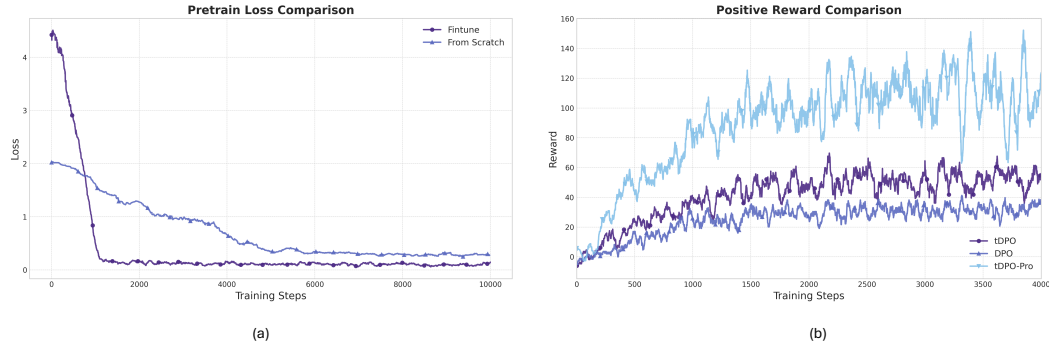 Pretrain Loss Comparison
Fintune
From Scratch
Loss
4
3
2
1
0
0 2000 4000 6000 8000 10000
Training Steps
(a)
Positive Reward Comparison
Reward
160
140
120
100
80
60
40
20
0
tDPO
DPO
tDPO-Pro
0 500 1000 1500 2000 2500 3000 3500 4000
Training Steps
(b)